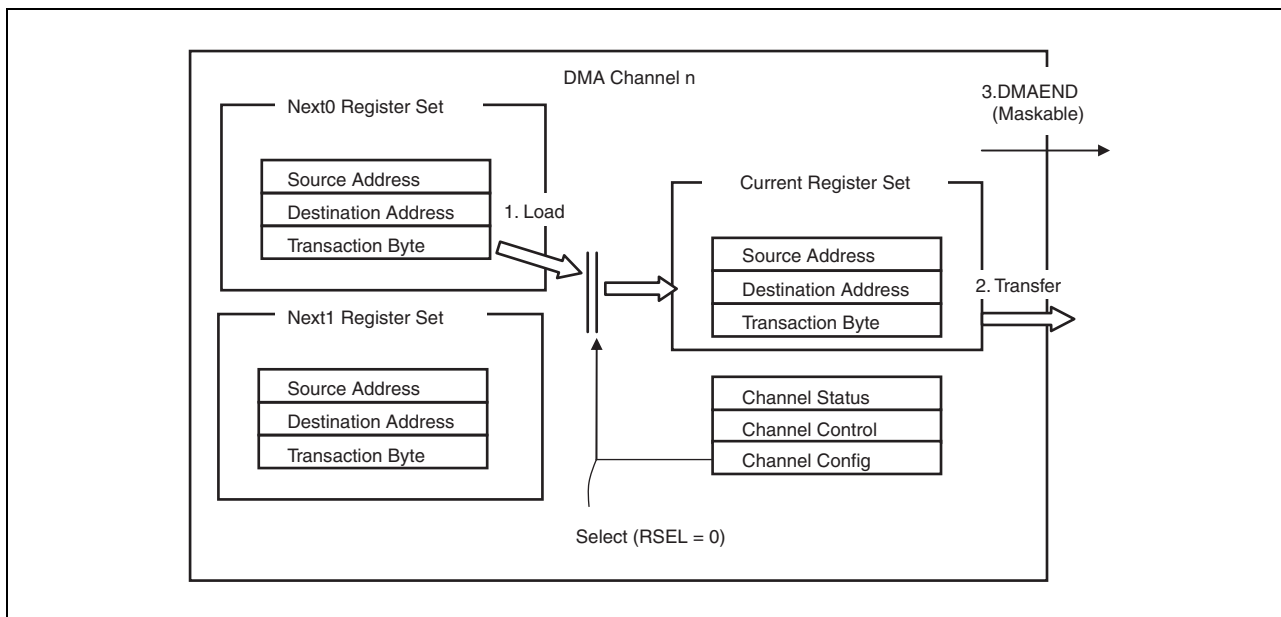 DMA Channel n
3.DMAEND
(Maskable)
Next0 Register Set
Source Address
Destination Address
Transaction Byte
1. Load
Current Register Set
Source Address
Destination Address
Transaction Byte
2. Transfer
Next1 Register Set
Source Address
Destination Address
Transaction Byte
Channel Status
Channel Control
Channel Config
Select (RSEL = 0)